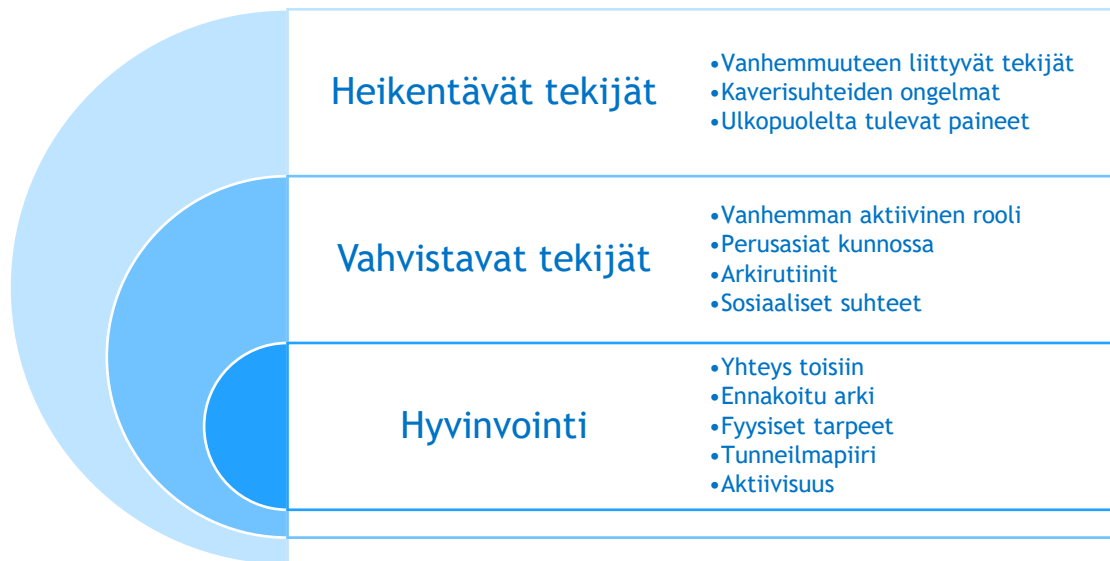 Heikentävät tekijät
•Vanhemmuuteen liittyvät tekijät
•Kaverisuhteiden ongelmat
•Ulkopuolelta tulevat paineet
Vahvistavat tekijät
•Vanhemman aktiivinen rooli
•Perusasiat kunnossa
•Arkirutiinit
•Sosiaaliset suhteet
Hyvinvointi
•Yhteys toisiin
•Ennakoitu arki
•Fyysiset tarpeet
•Tunneilmapiiri
•Aktiivisuus